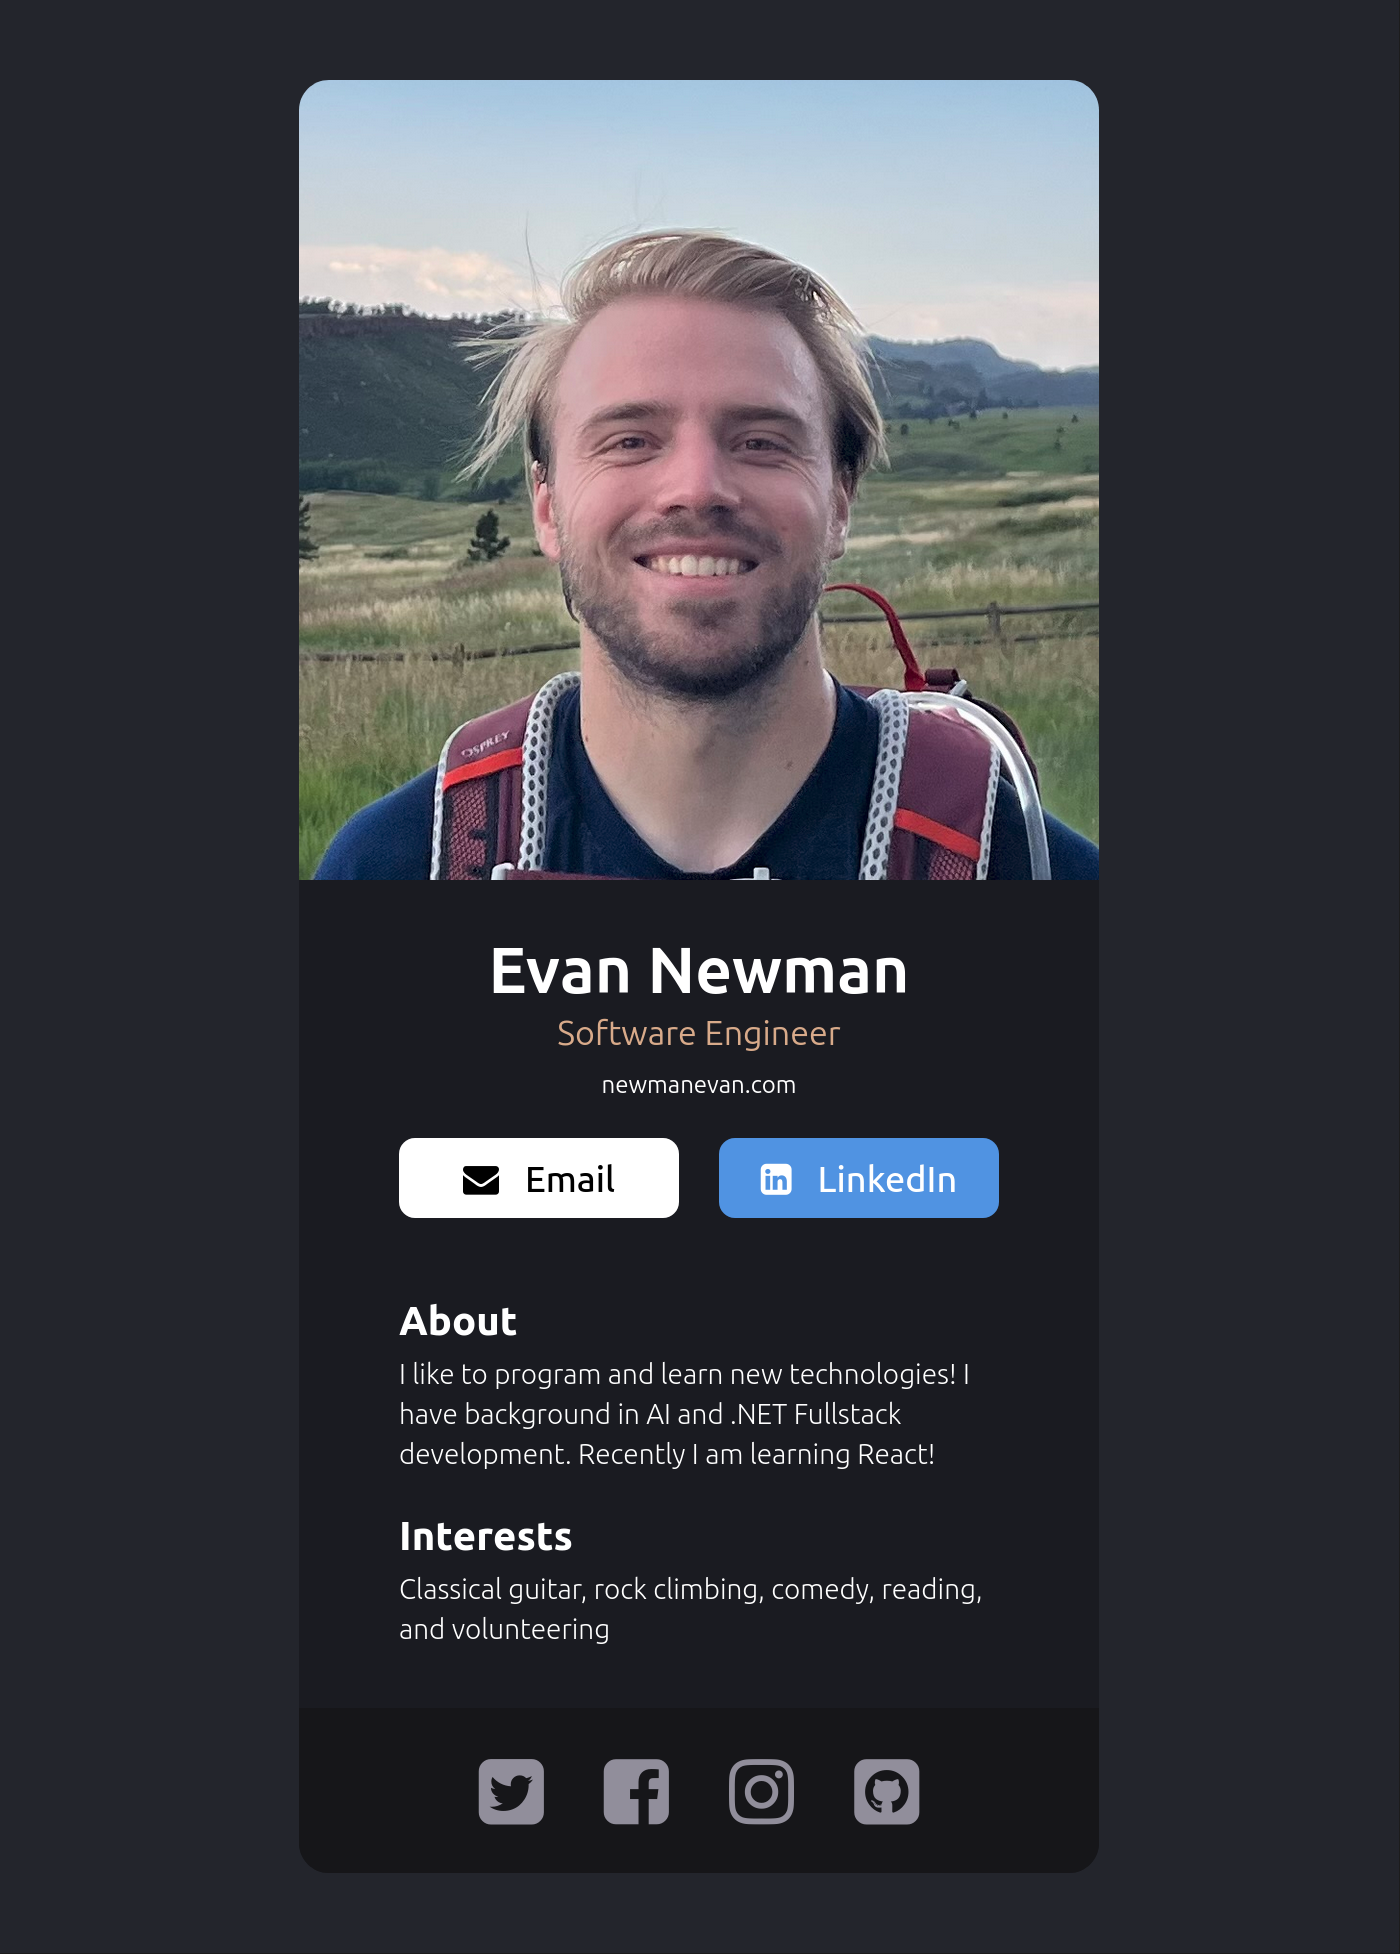 OSPREY
Evan Newman
Software Engineer
newmanevan.com
Email
LinkedIn
About
I like to program and learn new technologies! I
have background in AI and .NET Fullstack
development. Recently I am learning React!
Interests
Classical guitar, rock climbing, comedy, reading,
and volunteering